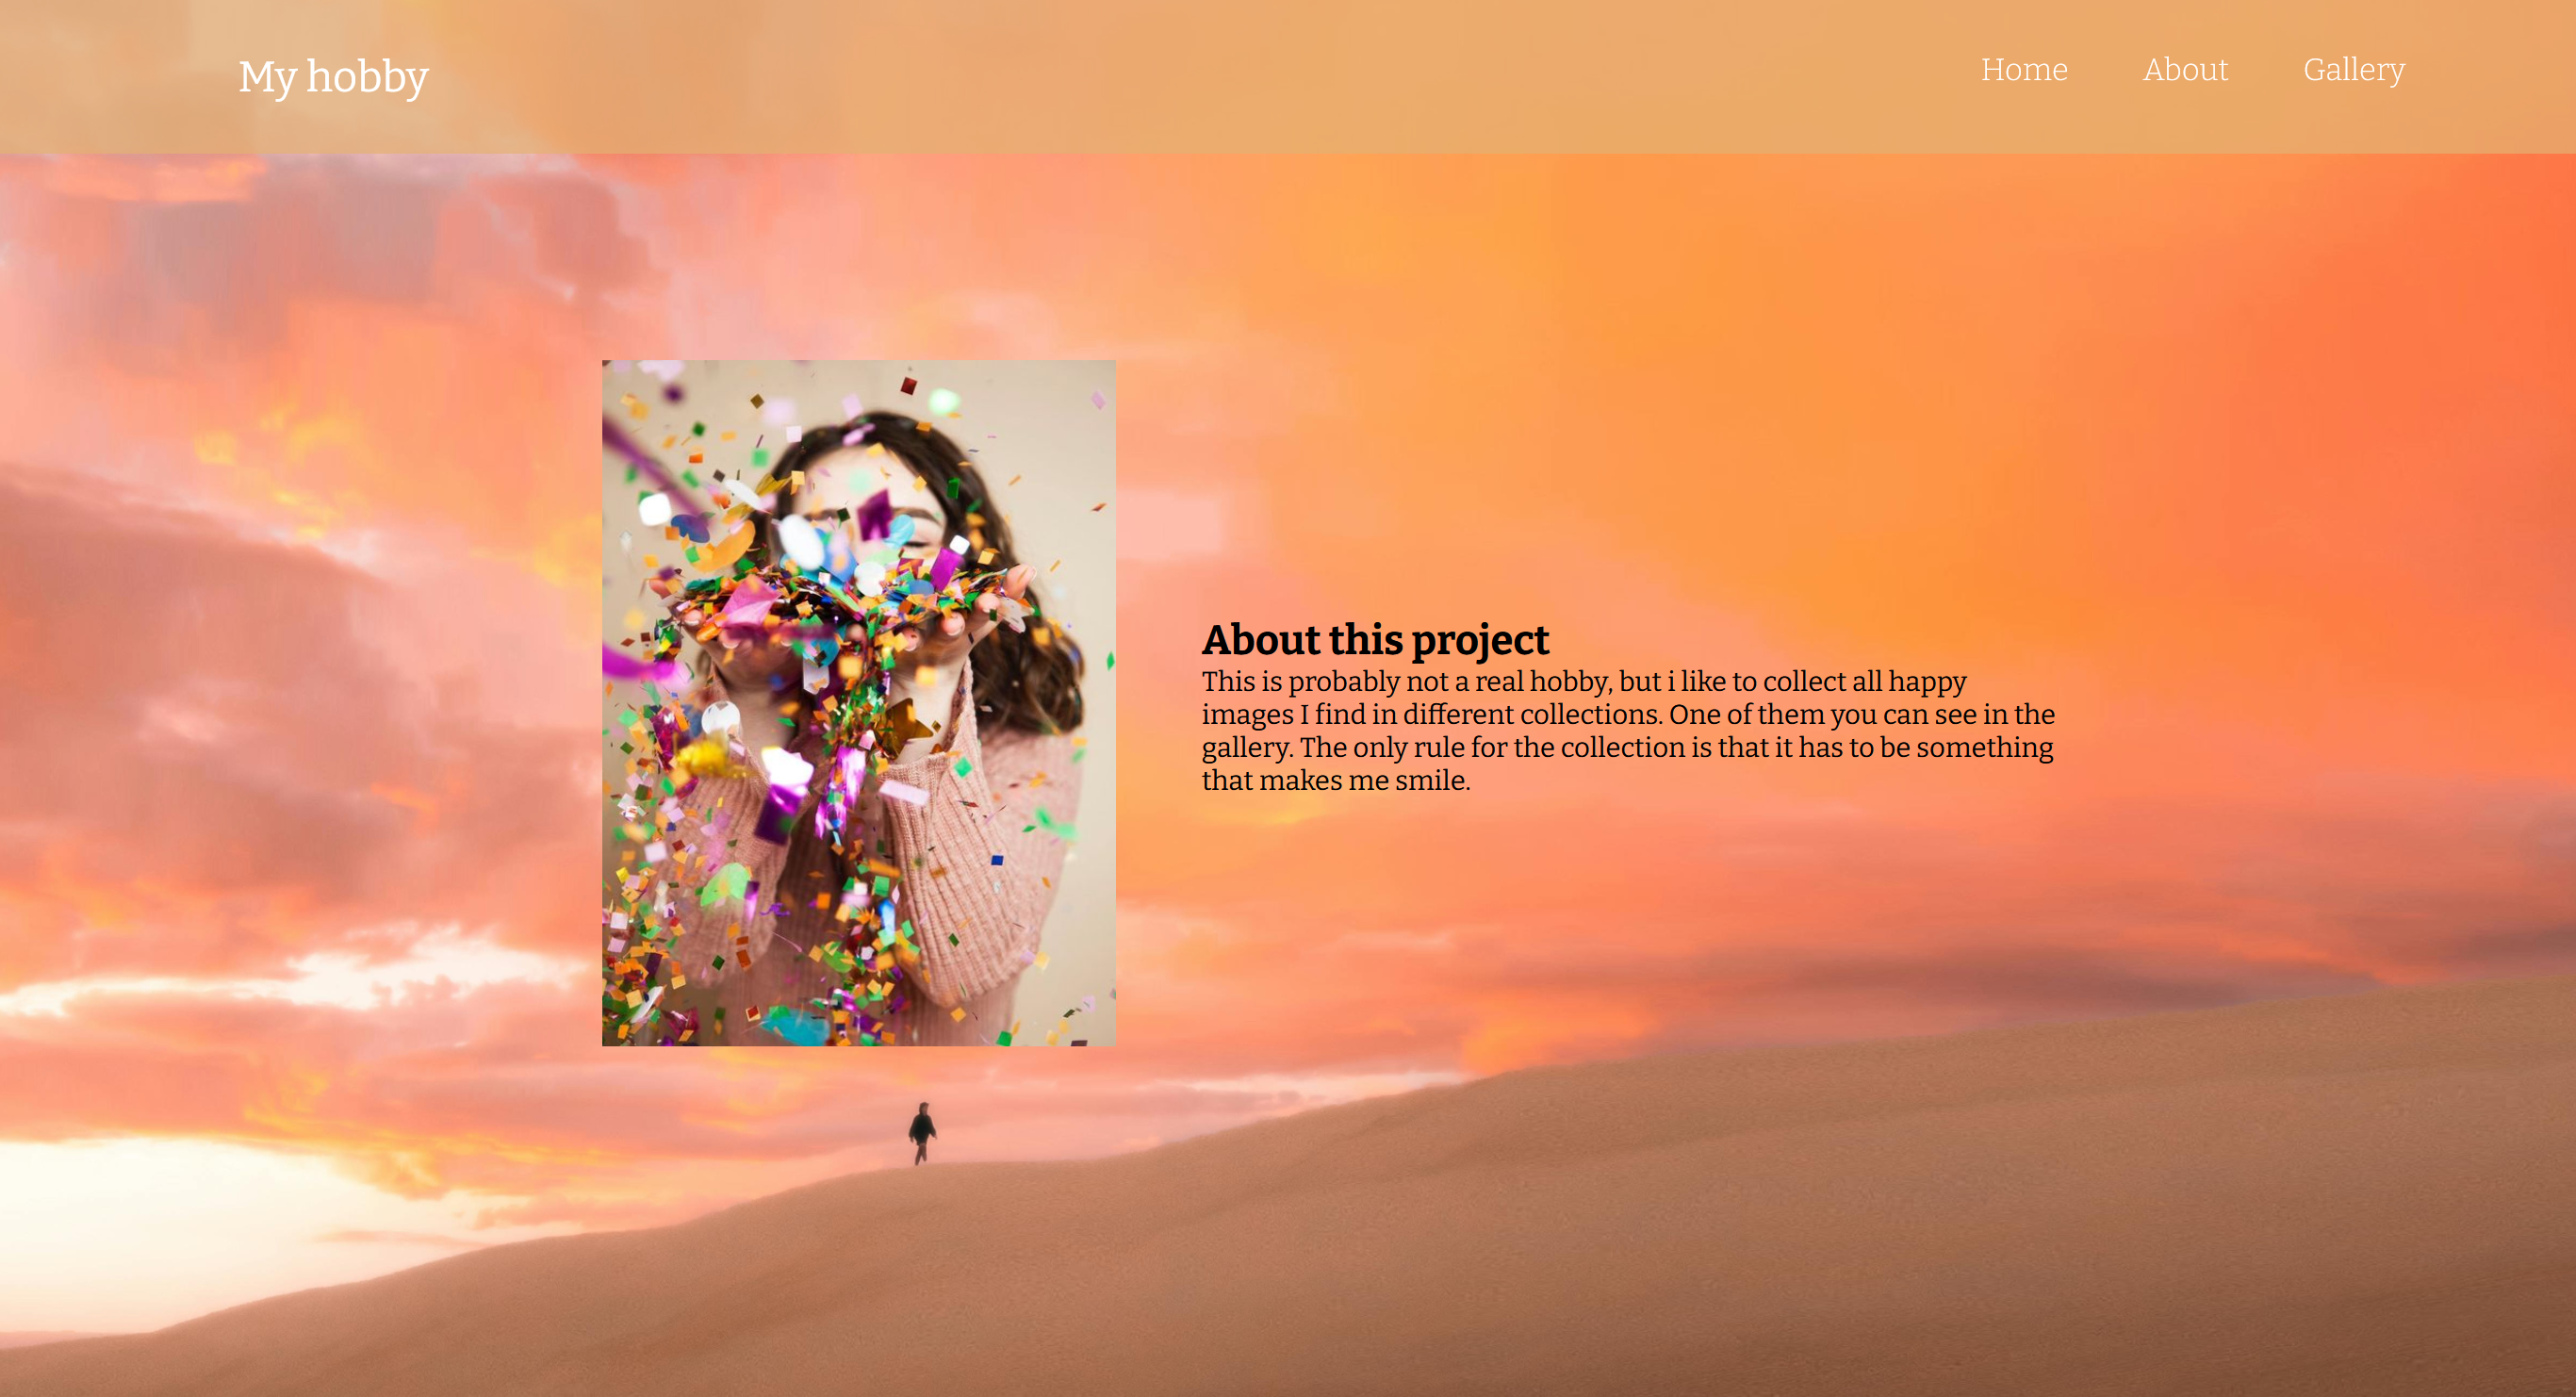 My hobby
Home About Gallery
About this project
This is probably not a real hobby, but i like to collect all happy
images I find in different collections. One of them you can see in the
gallery. The only rule for the collection is that it has to be something
that makes me smile.